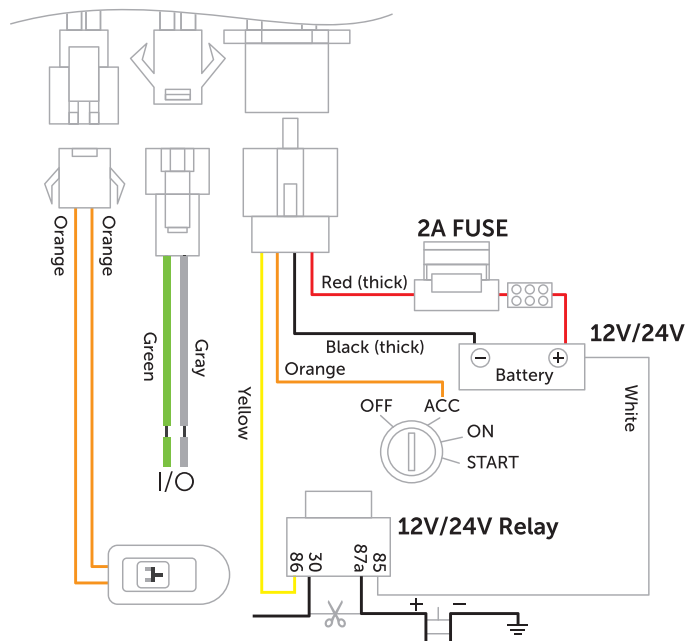 Orange
Orange
Green
Gray
I/O
Yellow
2A FUSE
Red (thick)
12V/24V
Black (thick)
−
+
Battery
Orange
OFF
ACC
ON
START
White
12V/24V Relay
86
30
87a
85
+
−